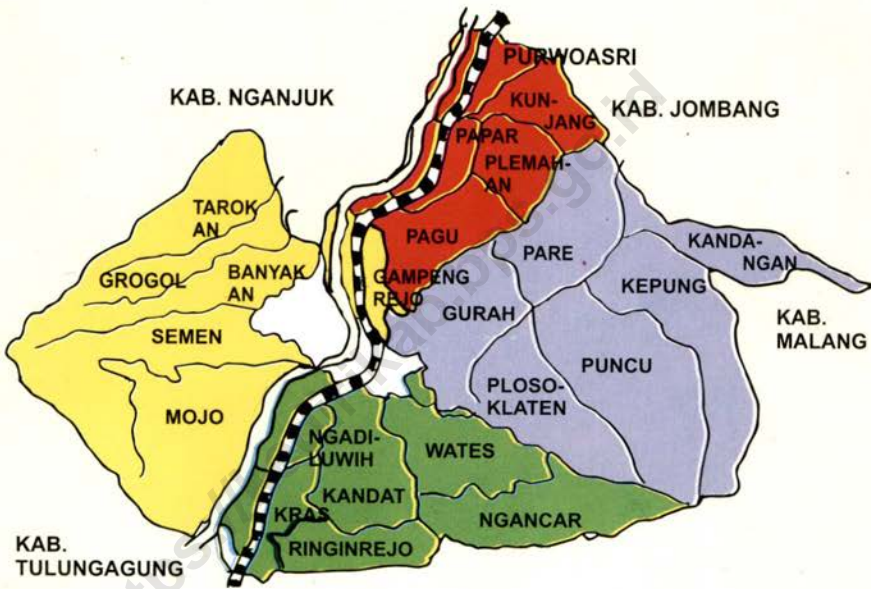 PURWOASRI
KAB. NGANJUK
KUN-
JANG
KAB. JOMBANG
PAPAR
PLEMAH-
AN
TAROK
AN
PAGU
PARE
KANDA-
NGAN
GROGOL
BANYAK
AN
GAMPENG
REJO
KEPUNG
GURAH
SEMEN
KAB.
MALANG
PUNCU
PLOSO-
KLATEN
MOJO
NGADI-
LUWIH
WATES
KANDAT
KRAS
NGANCAR
RINGINREJO
KAB.
TULUNGAGUNG